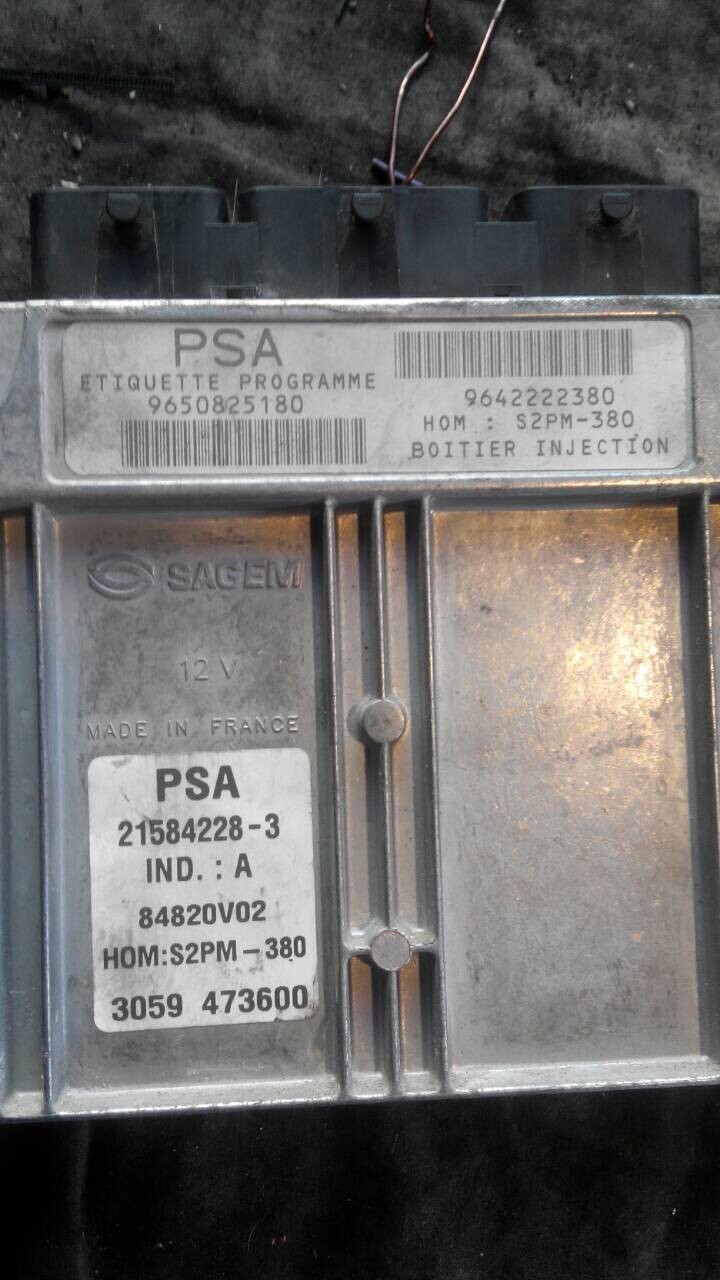 PSA
ETIQUETTE PROGRAMME
9650825180
9642222380
HOM : S2PM-380
BOITIER INJECTION
SAGEM
12 V
MADE IN FRANCE
PSA
21584228-3
IND. : A
84820V02
HOM:S2PM-380
3059 473600